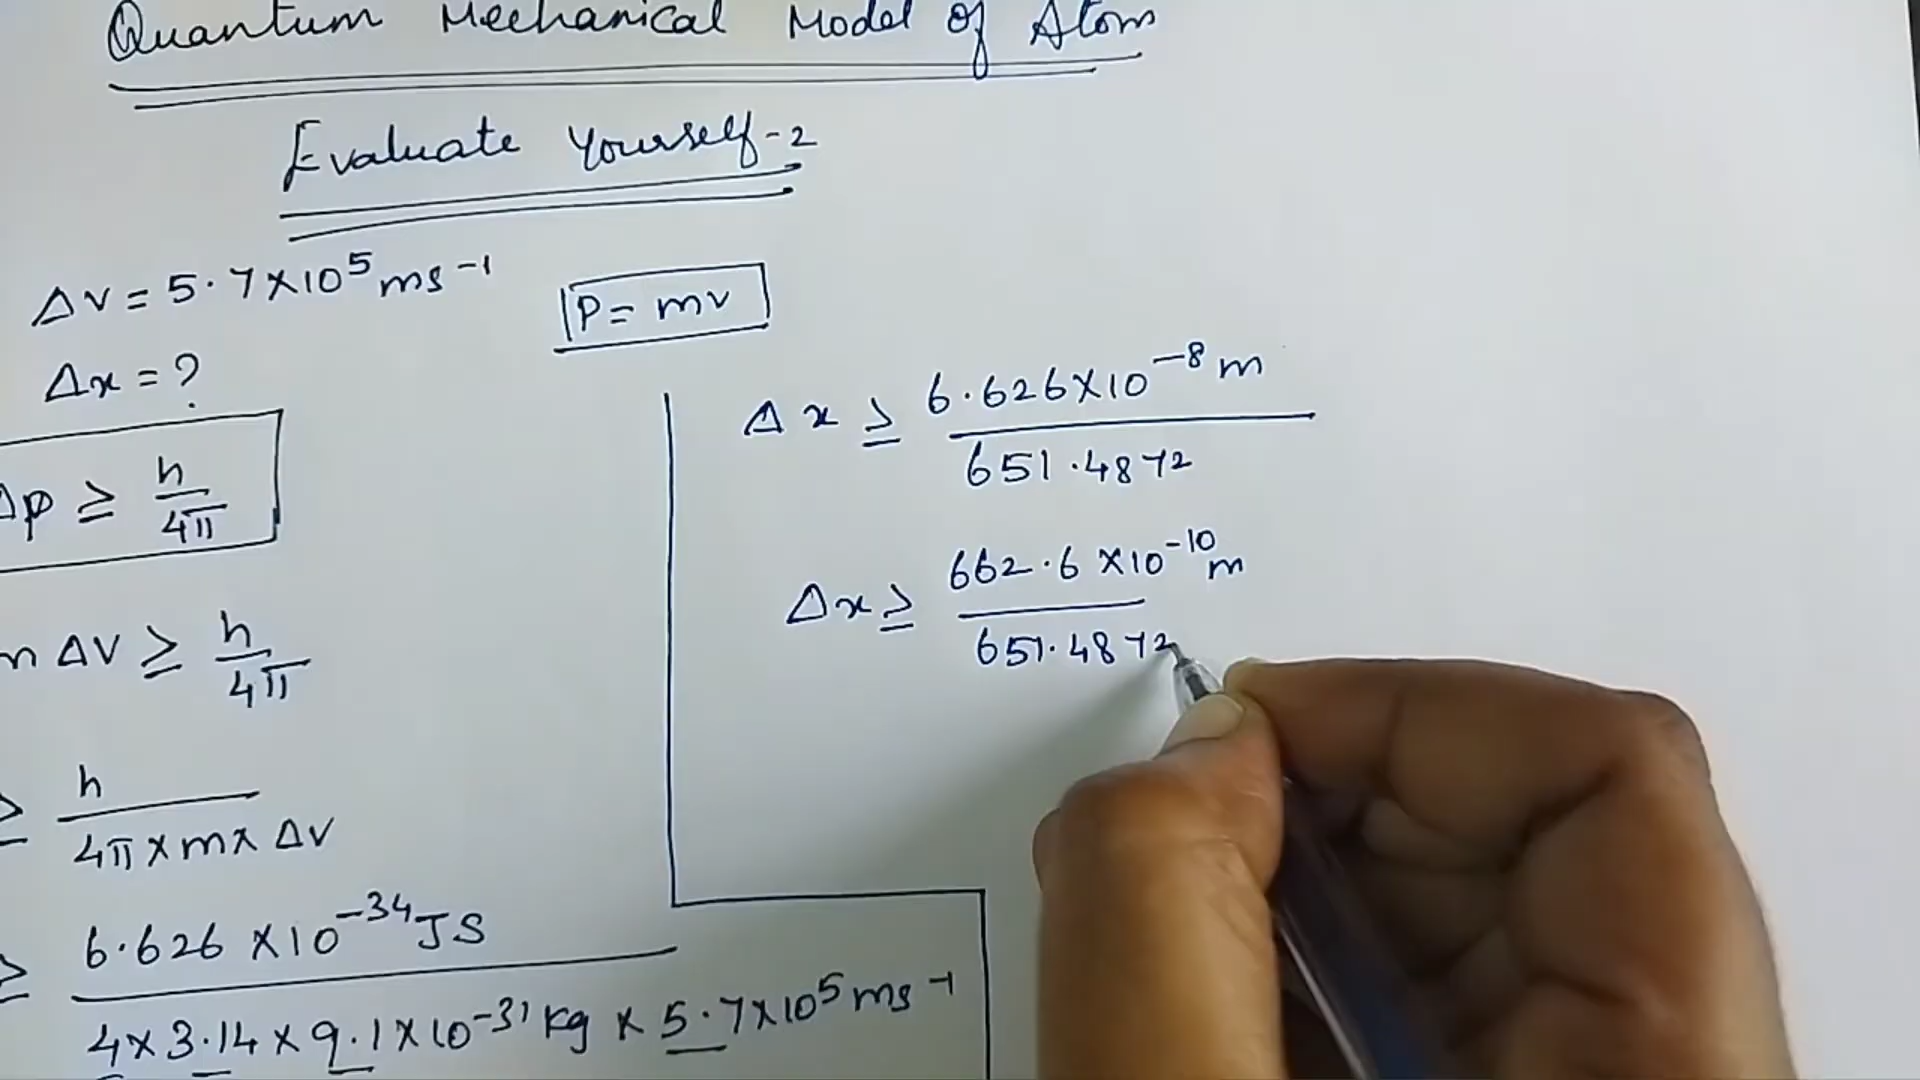 Quantum Mechanical Model of Atom
Evaluate Yourself-2
Δv = 5.7×10⁵ ms⁻¹
P = mv
Δx = ?
Δp ≥ h/4π
m Δv ≥ h/4π
≥ h/4π × m × Δv
≥ 6.626 × 10⁻³⁴ JS
4 × 3.14 × 9.1 × 10⁻³¹ kg × 5.7×10⁵ ms⁻¹
Δx ≥ 6.626×10⁻⁸ m
651.4872
Δx ≥ 662.6 ×10⁻¹⁰ m
651.4872